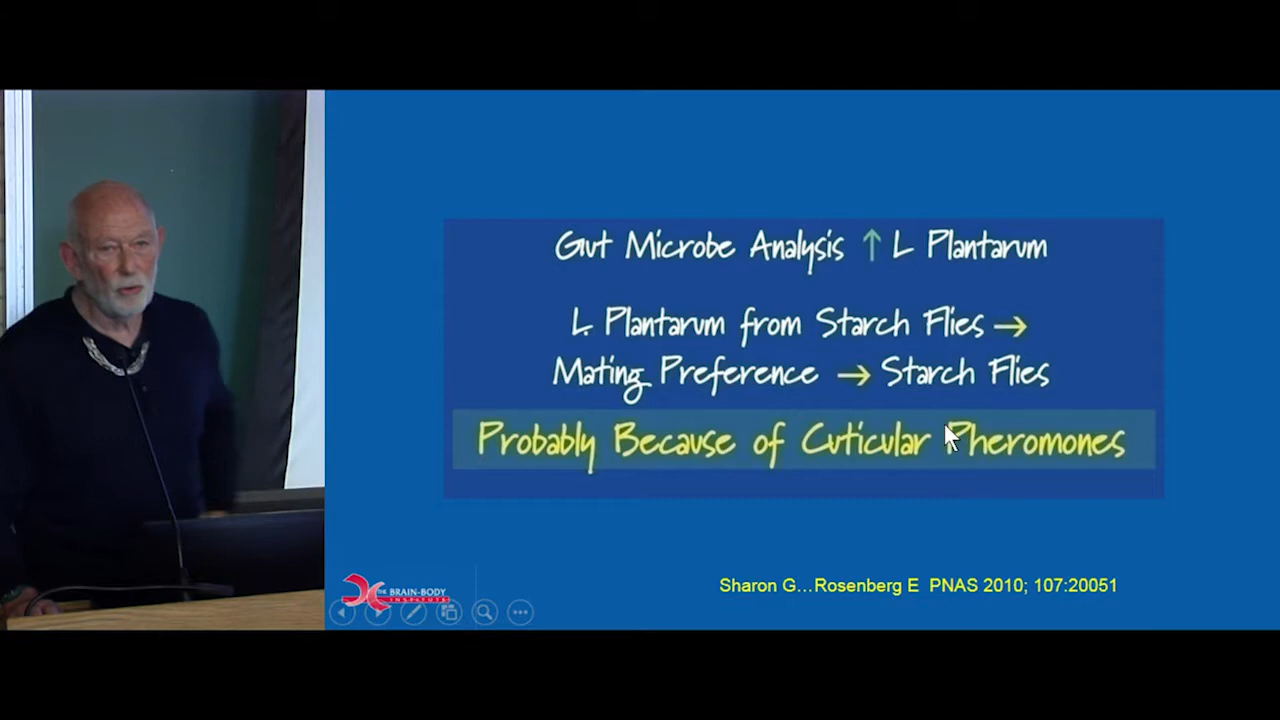 Gut Microbe Analysis ↑ L Plantarum
L Plantarum from Starch Flies →
Mating Preference → Starch Flies
Probably Because of Cuticular Pheromones
Sharon G...Rosenberg E PNAS 2010; 107:20051
THE BRAIN-BODY
INSTITUTE